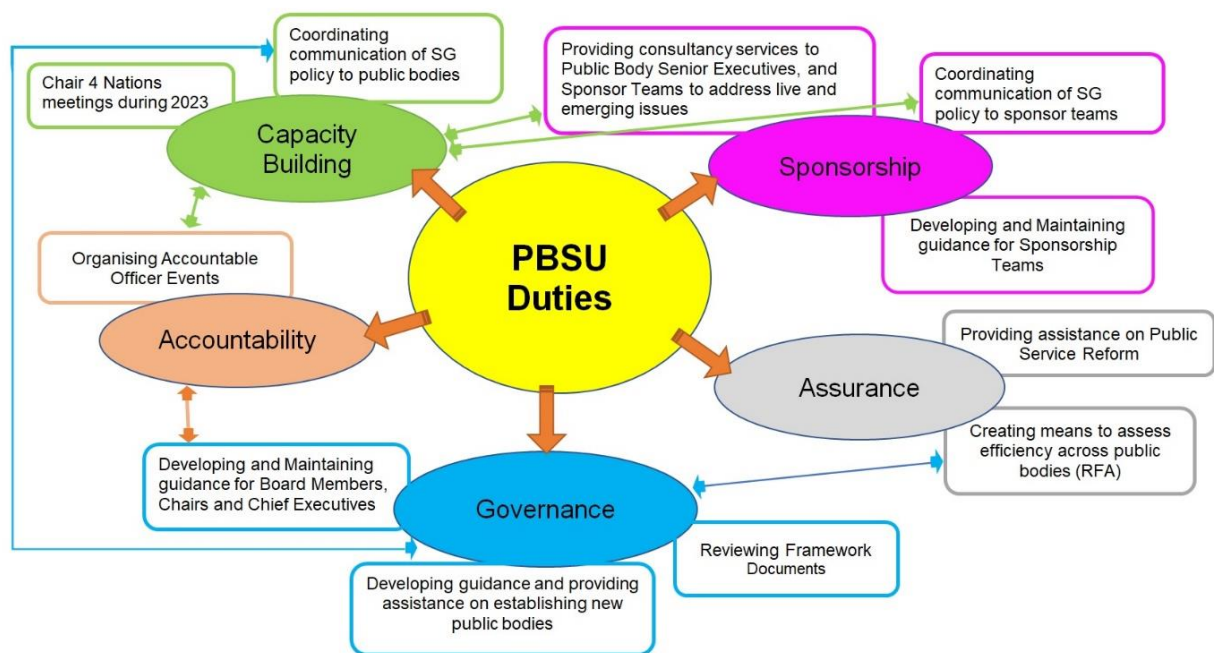 Coordinating
communication of SG
policy to public bodies
Chair 4 Nations
meetings during 2023
Capacity
Building
Providing consultancy services to
Public Body Senior Executives, and
Sponsor Teams to address live and
emerging issues
Coordinating
communication of SG
policy to sponsor teams
Sponsorship
Developing and Maintaining
guidance for Sponsorship
Teams
PBSU
Duties
Organising Accountable
Officer Events
Accountability
Providing assistance on Public
Service Reform
Assurance
Creating means to assess
efficiency across public
bodies (RFA)
Developing and Maintaining
guidance for Board Members,
Chairs and Chief Executives
Governance
Reviewing Framework
Documents
Developing guidance and providing
assistance on establishing new
public bodies